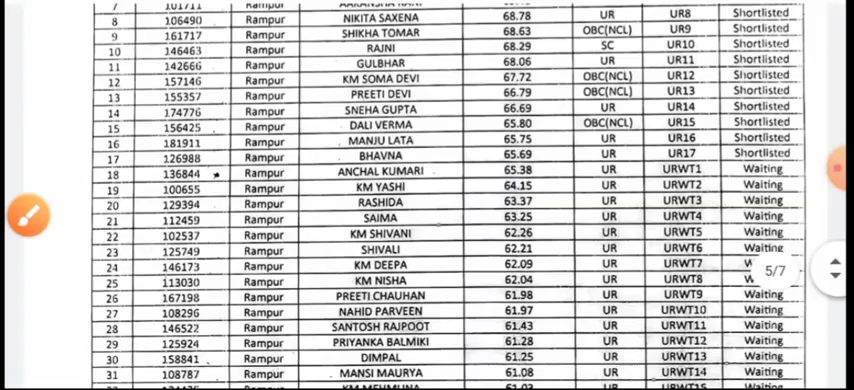 7 101711 Rampur
8 106490 Rampur NIKITA SAXENA 68.78 UR UR8 Shortlisted
9 161717 Rampur SHIKHA TOMAR 68.63 OBC(NCL) UR9 Shortlisted
10 146463 Rampur RAJNI 68.29 SC UR10 Shortlisted
11 142666 Rampur GULBHAR 68.06 UR UR11 Shortlisted
12 157146 Rampur KM SOMA DEVI 67.72 OBC(NCL) UR12 Shortlisted
13 155357 Rampur PREETI DEVI 66.79 OBC(NCL) UR13 Shortlisted
14 174776 Rampur SNEHA GUPTA 66.69 UR UR14 Shortlisted
15 156425 Rampur DALI VERMA 65.80 OBC(NCL) UR15 Shortlisted
16 181911 Rampur MANJU LATA 65.75 UR UR16 Shortlisted
17 126988 Rampur BHAVNA 65.69 UR UR17 Shortlisted
18 136844 Rampur ANCHAL KUMARI 65.38 UR URWT1 Waiting
19 100655 Rampur KM YASHI 64.15 UR URWT2 Waiting
20 129394 Rampur RASHIDA 63.37 UR URWT3 Waiting
21 112459 Rampur SAIMA 63.25 UR URWT4 Waiting
22 102537 Rampur KM SHIVANI 62.26 UR URWT5 Waiting
23 125749 Rampur SHIVALI 62.21 UR URWT6 Waiting
24 146173 Rampur KM DEEPA 62.09 UR URWT7
5/7
25 113030 Rampur KM NISHA 62.04 UR URWT8
26 167198 Rampur PREETI CHAUHAN 61.98 UR URWT9 Waiting
27 108296 Rampur NAHID PARVEEN 61.97 UR URWT10 Waiting
28 146522 Rampur SANTOSH RAJPOOT 61.43 UR URWT11 Waiting
29 125924 Rampur PRIYANKA BALMIKI 61.28 UR URWT12 Waiting
30 158841 Rampur DIMPAL 61.25 UR URWT13 Waiting
31 108787 Rampur MANSI MAURYA 61.08 UR URWT14 Waiting
KM MEHMUNA 61.03 UR URWT15 Waiting